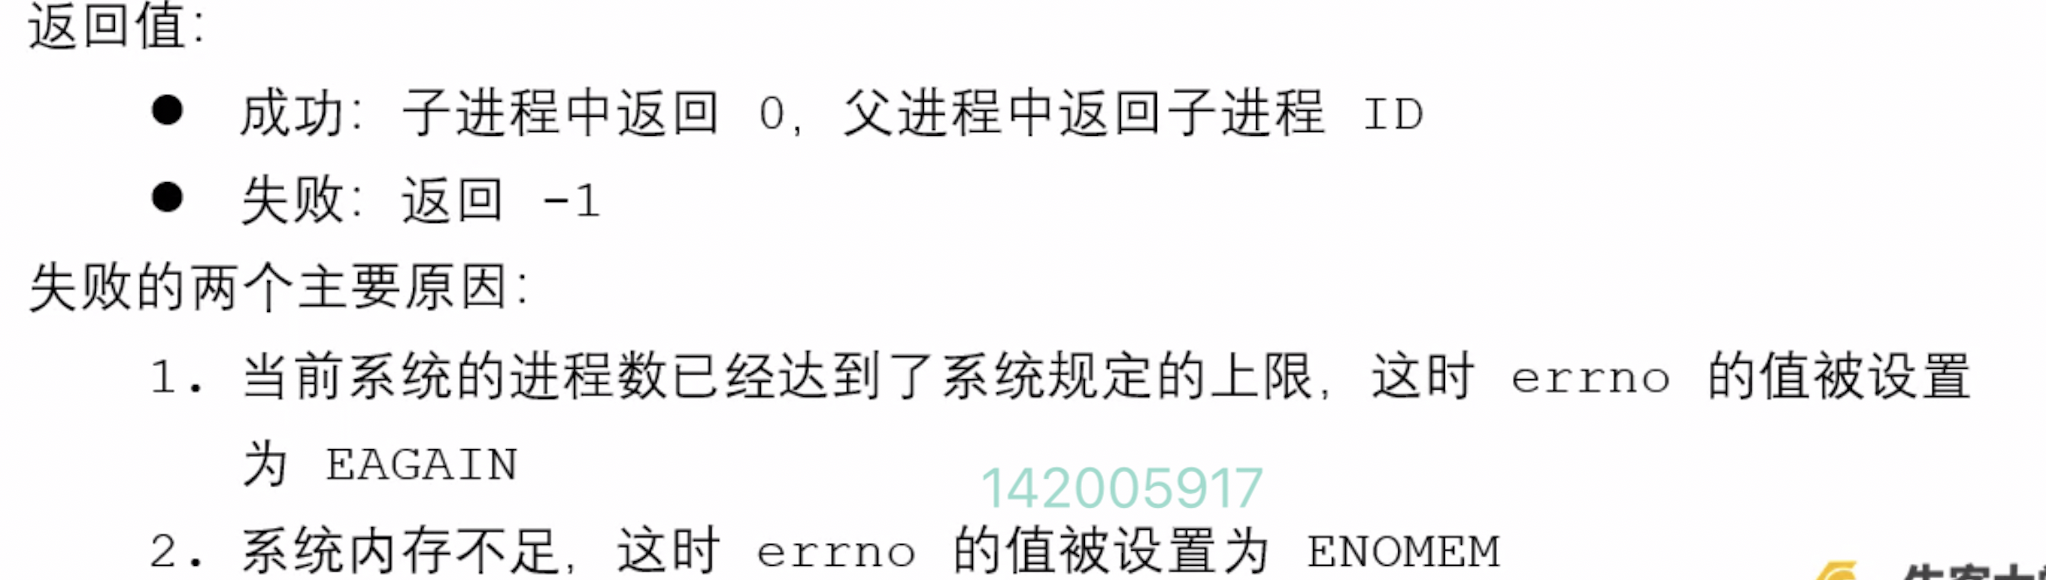 返回值：
● 成功：子进程中返回 0，父进程中返回子进程 ID
● 失败：返回 -1
失败的两个主要原因：
1. 当前系统的进程数已经达到了系统规定的上限，这时 errno 的值被设置
为 EAGAIN
142005917
2. 系统内存不足，这时 errno 的值被设置为 ENOMEM